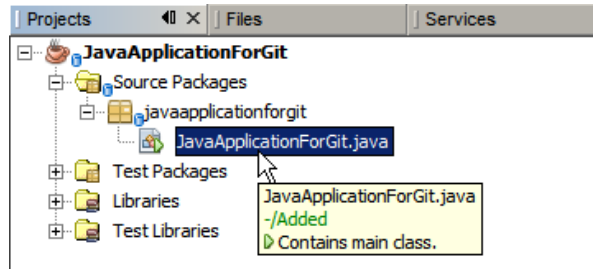 Projects
Files
Services
JavaApplicationForGit
Source Packages
javaapplicationforgit
JavaApplicationForGit.java
Test Packages
Libraries
Test Libraries
JavaApplicationForGit.java
-/Added
Contains main class.